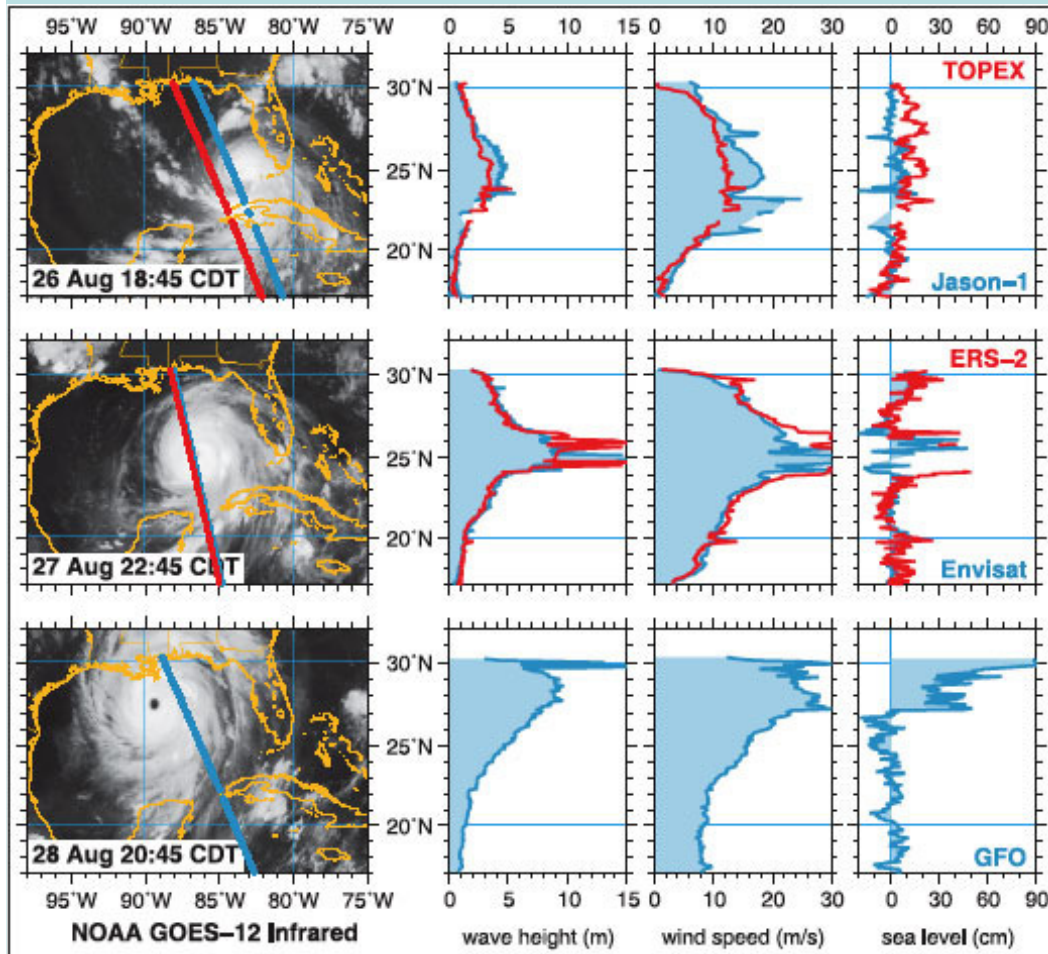 95°W 90°W 85°W 80°W 75°W 0 5 10 15 0 10 20 30 0 30 60 90
30°N TOPEX
25°N
20°N
26 Aug 18:45 CDT Jason-1
30°N ERS-2
25°N
20°N
27 Aug 22:45 CDT Envisat
30°N
25°N
20°N
28 Aug 20:45 CDT GFO
95°W 90°W 85°W 80°W 75°W 0 5 10 15 0 10 20 30 0 30 60 90
NOAA GOES-12 Infrared wave height (m) wind speed (m/s) sea level (cm)